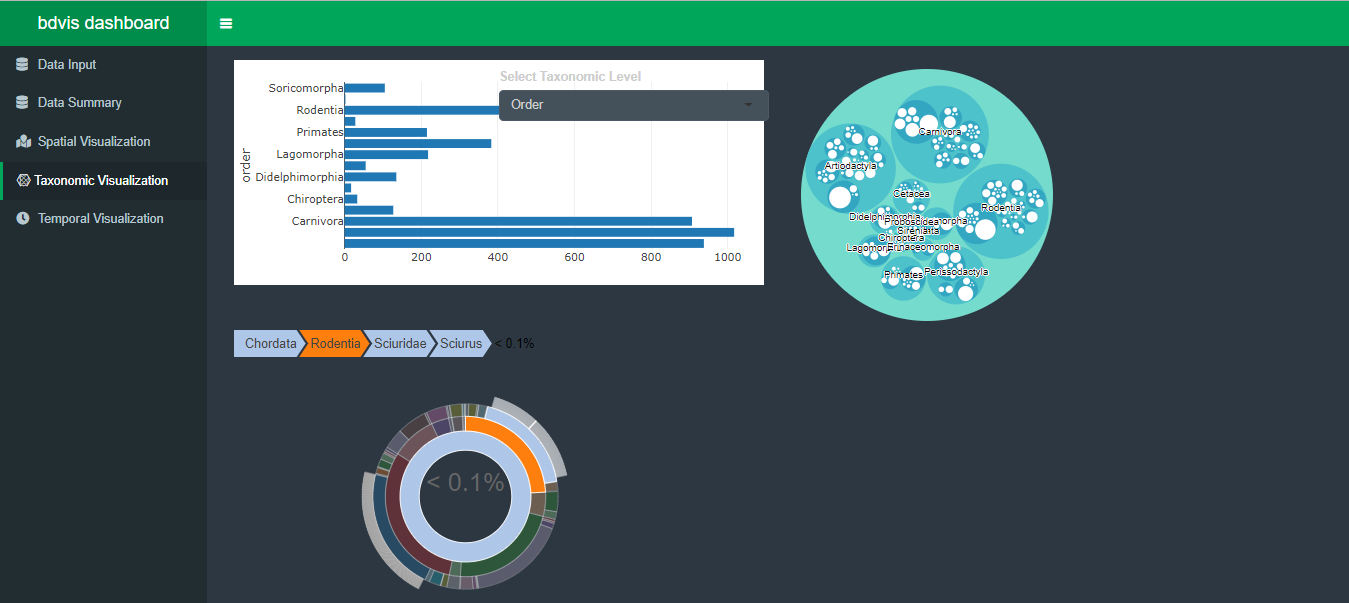 bdvis dashboard
Data Input
Data Summary
Spatial Visualization
Taxonomic Visualization
Temporal Visualization
Select Taxonomic Level
Order
order
Soricomorpha
Rodentia
Primates
Lagomorpha
Didelphimorphia
Chiroptera
Carnivora
0 200 400 600 800 1000
Carnivora
Artiodactyla
Cetacea
Rodentia
Didelphimorphia
Proboscidea
Chiroptera
Erinaceomorpha
Perissodactyla
Primates
Chordata Rodentia Sciuridae Sciurus < 0.1%
< 0.1%